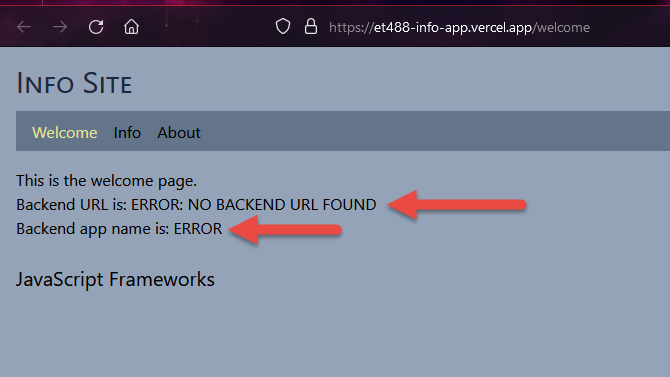 https://et488-info-app.vercel.app/welcome
Info Site
Welcome Info About
This is the welcome page.
Backend URL is: ERROR: NO BACKEND URL FOUND
Backend app name is: ERROR
JavaScript Frameworks